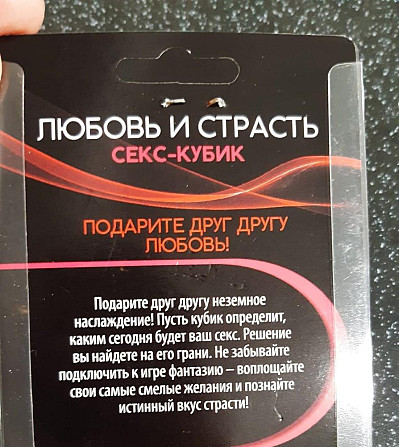 ЛЮБОВЬ И СТРАСТЬ
СЕКС-КУБИК
ПОДАРИТЕ ДРУГ ДРУГУ
ЛЮБОВЬ!
Подарите друг другу неземное
наслаждение! Пусть кубик определит,
каким сегодня будет ваш секс. Решение
вы найдете на его грани. Не забывайте
подключить к игре фантазию – воплощайте
свои самые смелые желания и познайте
истинный вкус страсти!